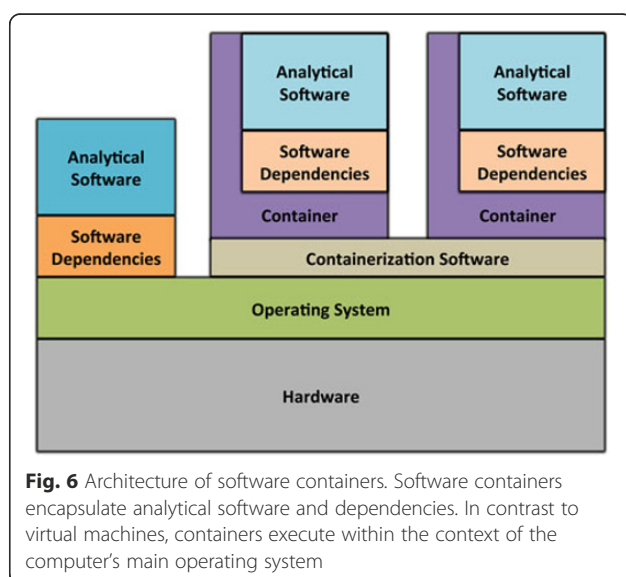 Analytical
Software
Analytical
Software
Analytical
Software
Software
Dependencies
Software
Dependencies
Container
Container
Software
Dependencies
Containerization Software
Operating System
Hardware
Fig. 6 Architecture of software containers. Software containers
encapsulate analytical software and dependencies. In contrast to
virtual machines, containers execute within the context of the
computer's main operating system